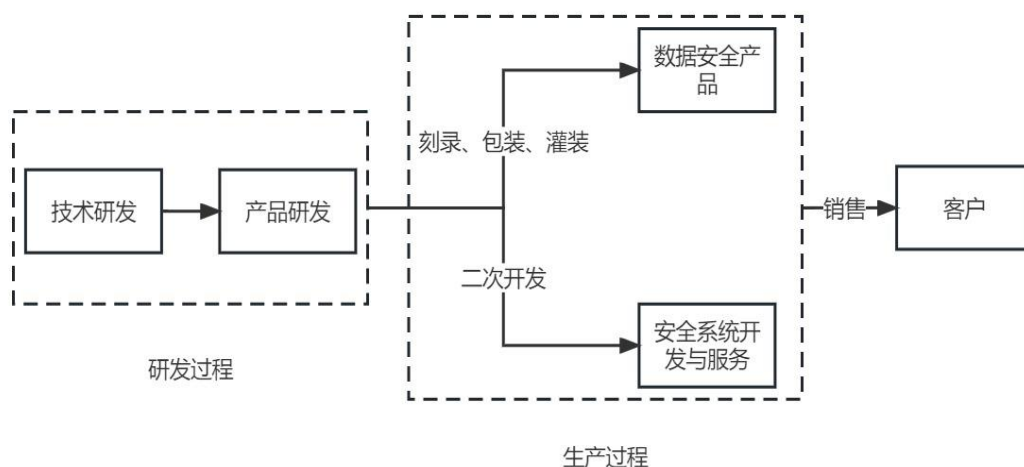 数据安全产
品
刻录、包装、灌装
技术研发
产品研发
销售
客户
二次开发
安全系统开
发与服务
研发过程
生产过程